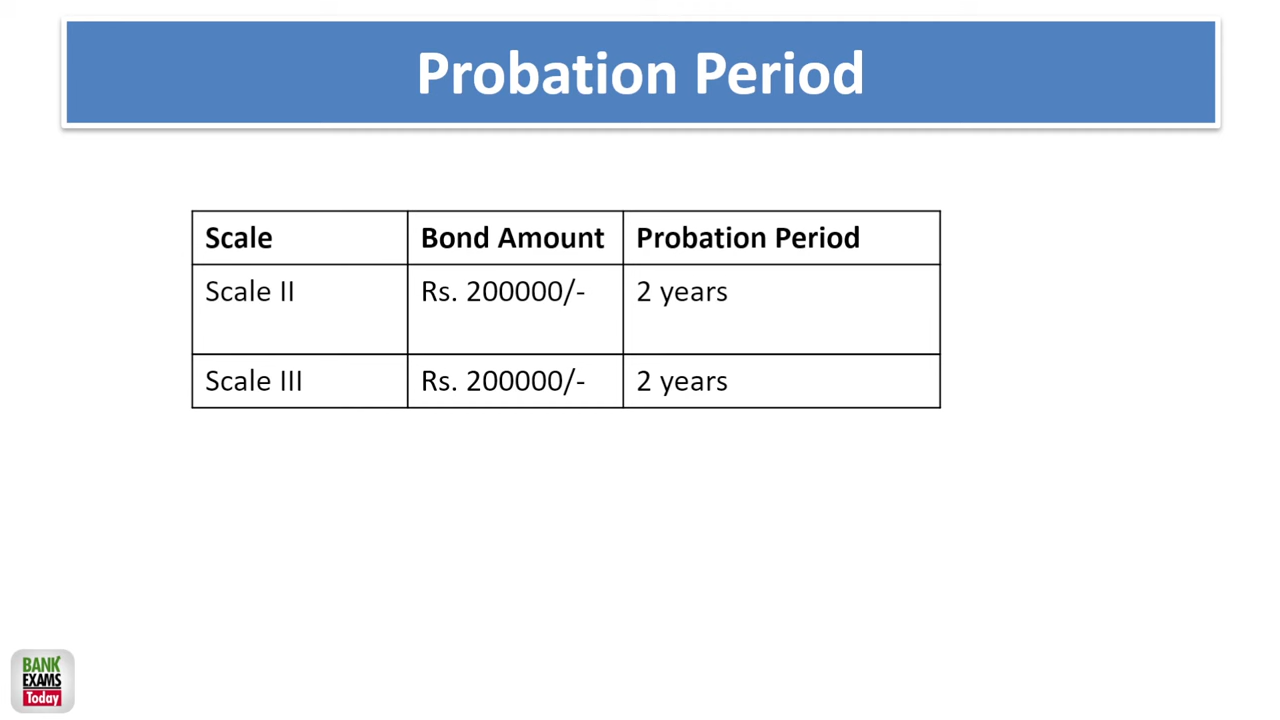 Probation Period
Scale Bond Amount Probation Period
Scale II Rs. 200000/- 2 years
Scale III Rs. 200000/- 2 years
BANK
EXAMS
Today